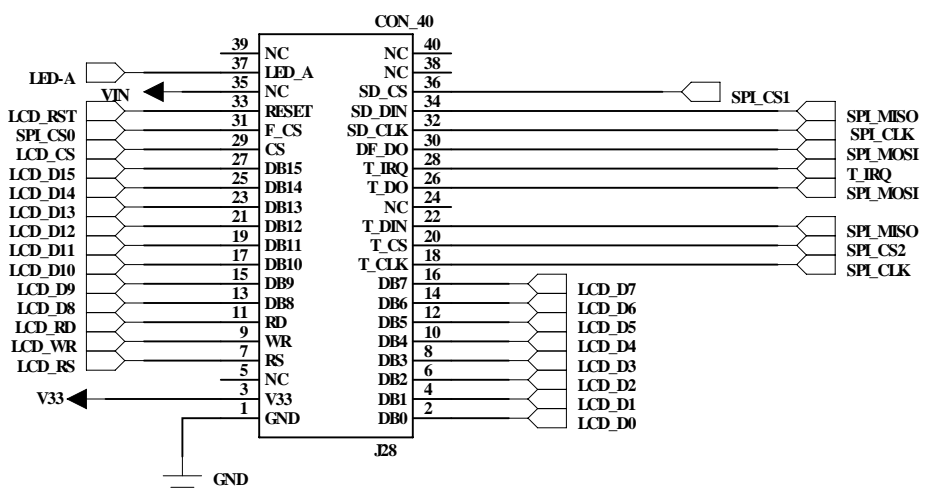 CON_40
39 NC NC 40
LED-A 37 LED_A NC 38
VIN 35 NC SD_CS 36 SPI_CS1
LCD_RST 33 RESET SD_DIN 34 SPI_MISO
SPI_CS0 31 F_CS SD_CLK 32 SPI_CLK
LCD_CS 29 CS DF_DO 30 SPI_MOSI
LCD_D15 27 DB15 T_IRQ 28 T_IRQ
LCD_D14 25 DB14 T_DO 26 SPI_MOSI
LCD_D13 23 DB13 NC 24
LCD_D12 21 DB12 T_DIN 22 SPI_MISO
LCD_D11 19 DB11 T_CS 20 SPI_CS2
LCD_D10 17 DB10 T_CLK 18 SPI_CLK
LCD_D9 15 DB9 DB7 16 LCD_D7
LCD_D8 13 DB8 DB6 14 LCD_D6
LCD_RD 11 RD DB5 12 LCD_D5
LCD_WR 9 WR DB4 10 LCD_D4
LCD_RS 7 RS DB3 8 LCD_D3
5 NC DB2 6 LCD_D2
V33 3 V33 DB1 4 LCD_D1
1 GND DB0 2 LCD_D0
J28
GND